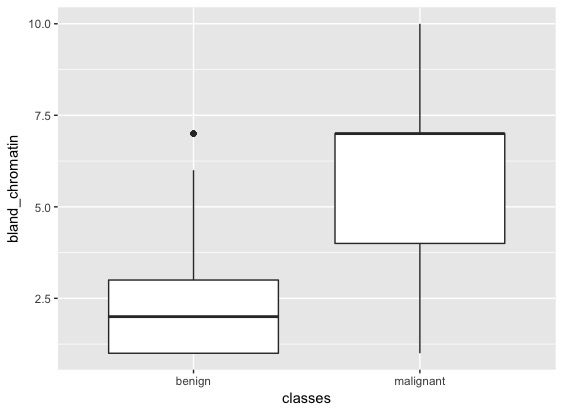 10.0
7.5
5.0
2.5
bland_chromatin
benign malignant
classes